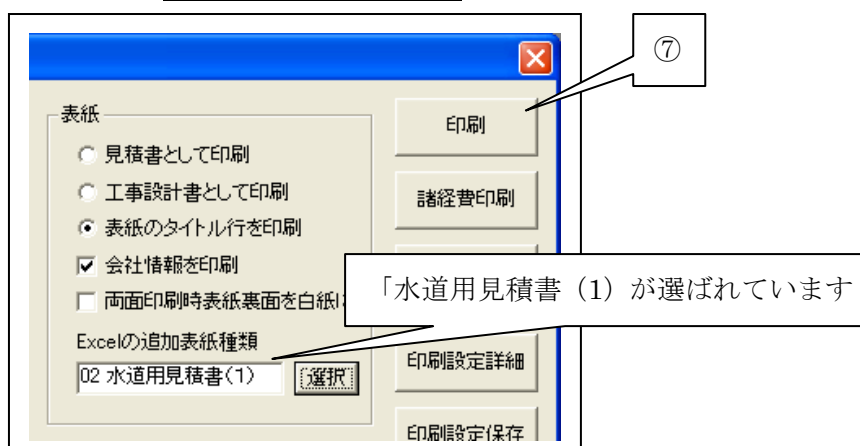 ⑦
表紙
見積書として印刷
工事設計書として印刷
表紙のタイトル行を印刷
会社情報を印刷
両面印刷時表紙裏面を白紙に
Excelの追加表紙種類
02 水道用見積書(1)
選択
印刷
諸経費印刷
「水道用見積書（1）が選ばれています
印刷設定詳細
印刷設定保存